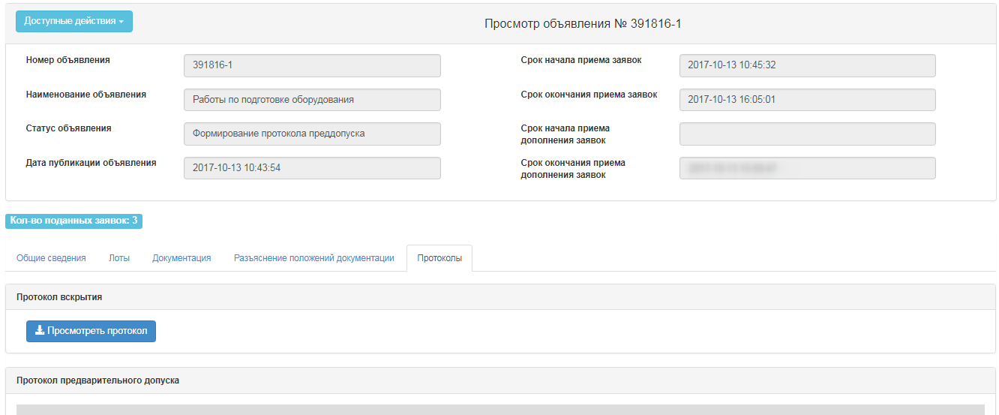 Доступные действия
Просмотр объявления № 391816-1
Номер объявления
391816-1
Срок начала приема заявок
2017-10-13 10:45:32
Наименование объявления
Работы по подготовке оборудования
Срок окончания приема заявок
2017-10-13 16:05:01
Статус объявления
Формирование протокола преддопуска
Срок начала приема
дополнения заявок
Дата публикации объявления
2017-10-13 10:43:54
Срок окончания приема
дополнения заявок
Кол-во поданных заявок: 3
Общие сведения
Лоты
Документация
Разъяснение положений документации
Протоколы
Протокол вскрытия
Просмотреть протокол
Протокол предварительного допуска